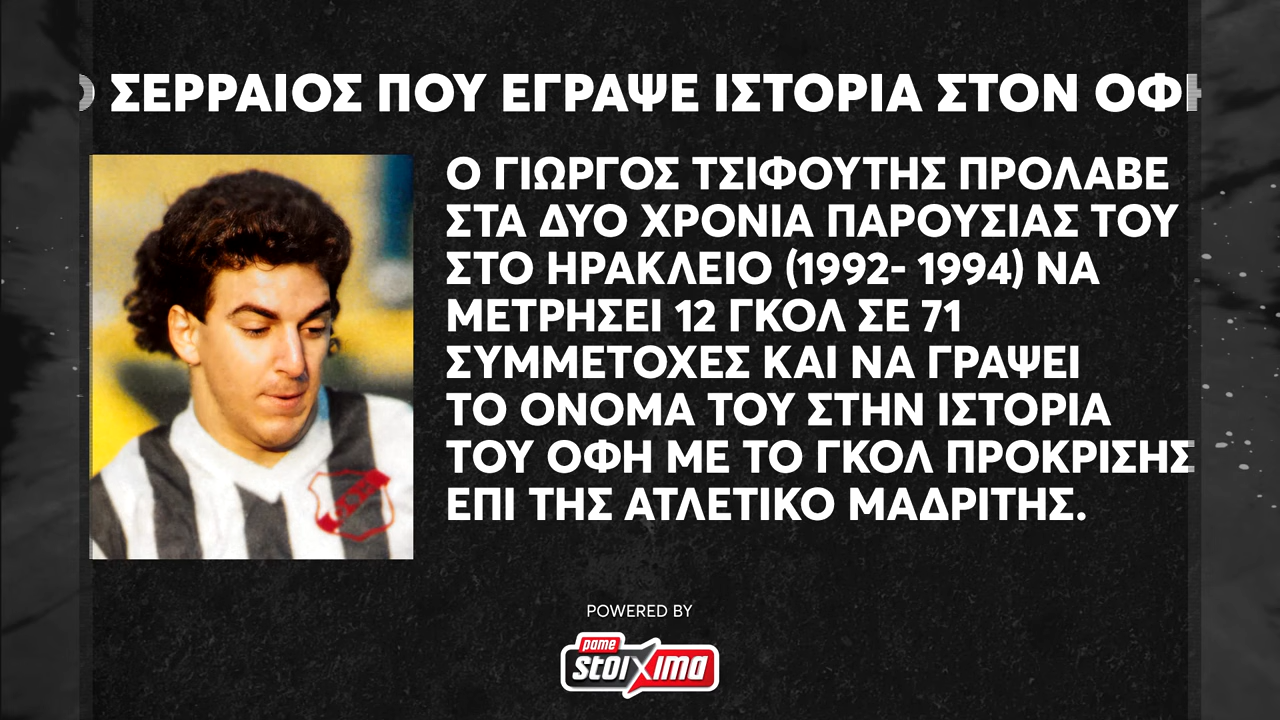 Ο ΣΕΡΡΑΙΟΣ ΠΟΥ ΕΓΡΑΨΕ ΙΣΤΟΡΙΑ ΣΤΟΝ ΟΦΗ
Ο ΓΙΩΡΓΟΣ ΤΣΙΦΟΥΤΗΣ ΠΡΟΛΑΒΕ
ΣΤΑ ΔΥΟ ΧΡΟΝΙΑ ΠΑΡΟΥΣΙΑΣ ΤΟΥ
ΣΤΟ ΗΡΑΚΛΕΙΟ (1992- 1994) ΝΑ
ΜΕΤΡΗΣΕΙ 12 ΓΚΟΛ ΣΕ 71
ΣΥΜΜΕΤΟΧΕΣ ΚΑΙ ΝΑ ΓΡΑΨΕΙ
ΤΟ ΟΝΟΜΑ ΤΟΥ ΣΤΗΝ ΙΣΤΟΡΙΑ
ΤΟΥ ΟΦΗ ΜΕ ΤΟ ΓΚΟΛ ΠΡΟΚΡΙΣΗΣ
ΕΠΙ ΤΗΣ ΑΤΛΕΤΙΚΟ ΜΑΔΡΙΤΗΣ.
POWERED BY
pame
stoiXima